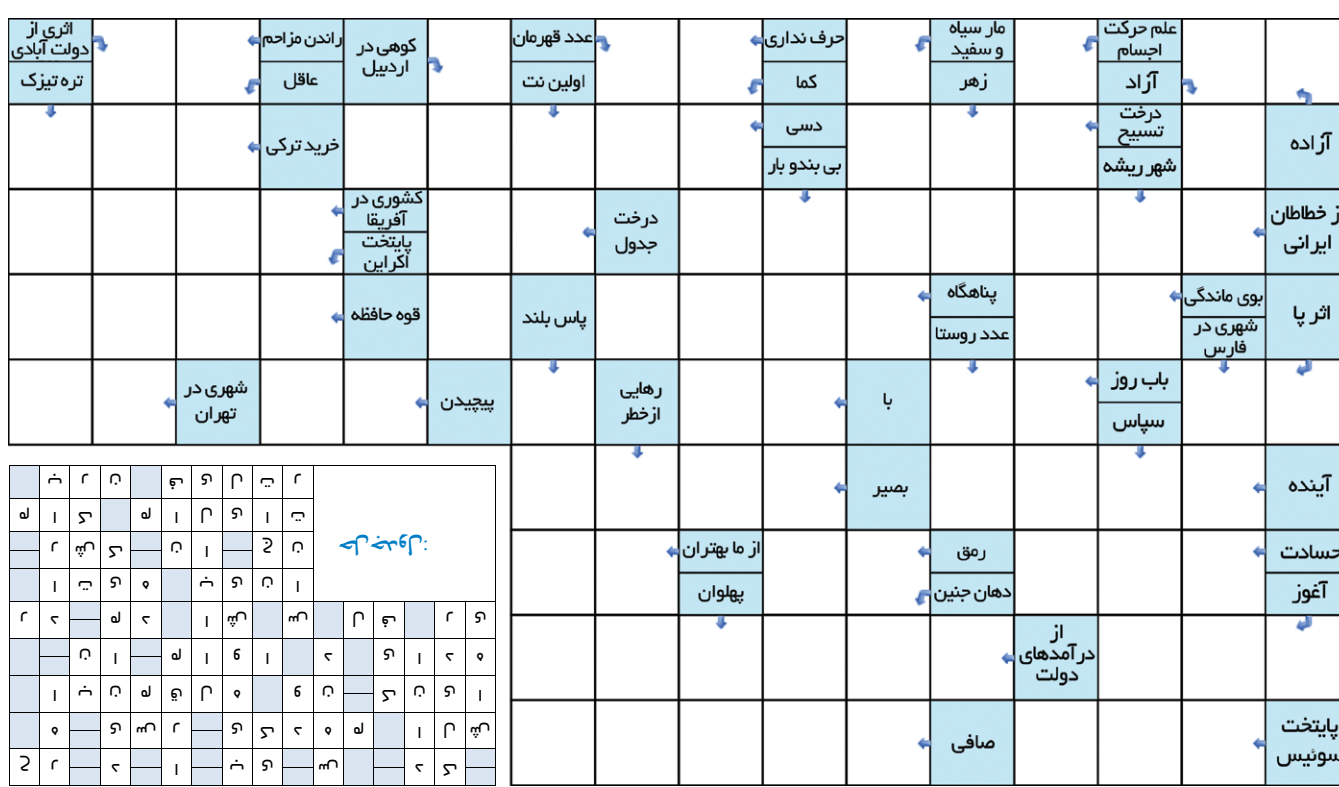 علم حرکت
اجسام
آزاد
مار سیاه
و سفید
زهر
حرف نداری
کما
عدد قهرمان
اولین نت
کوهی در
اردبیل
راندن مزاحم
عاقل
اثری از
دولت آبادی
تره تیزک
آزاده
درخت
تسبیح
شهر ریشه
دسی
بی بندو بار
خرید ترکی
ز خطاطان
ایرانی
درخت
جدول
کشوری در
آفریقا
پایتخت
اکراین
اثر پا
بوی ماندگی
شهری در
فارس
پناهگاه
عدد روستا
پاس بلند
قوه حافظه
باب روز
سپاس
با
رهایی
ازخطر
پیچیدن
شهری در
تهران
آینده
بصیر
حسادت
آغوز
رمق
دهان جنین
از ما بهتران
پهلوان
از
درآمدهای
دولت
پایتخت
سوئیس
صافی
حل جدول:
ح ر د ا ب ی س د ک
ه ی س ر ی ک د ه م ا ل ش
ا ب ن م ق ل ه و ن ک ن ی ا
ن ا م ا و ا د ی ا د ه
ر د م د ا ش س ل ف ر ی
ا ت ی ه ب ی ن ا
ر ش ک ن ا ج ن
م ا ک م ا ل ی ا ت
ب ر ن ف ی ل ت ر